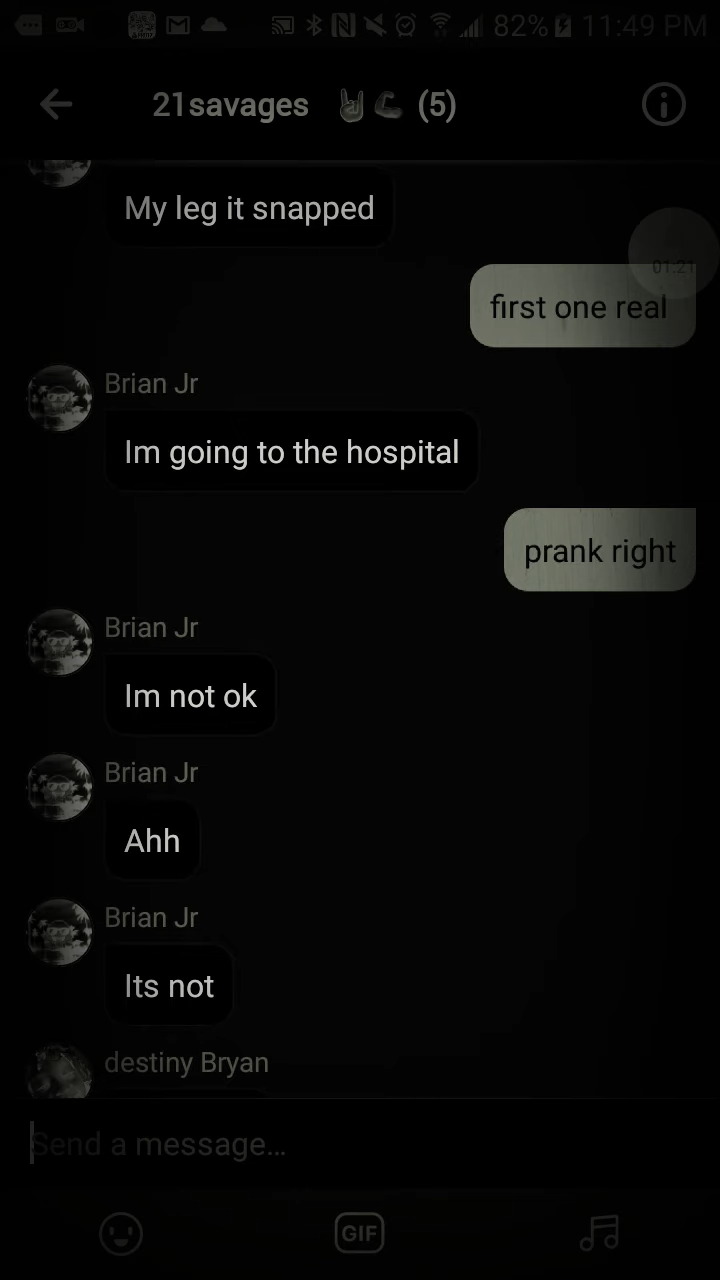 82% 11:49 PM
21savages 🤘💪 (5)
My leg it snapped
01:21
first one real
Brian Jr
Im going to the hospital
prank right
Brian Jr
Im not ok
Brian Jr
Ahh
Brian Jr
Its not
destiny Bryan
Send a message…
GIF